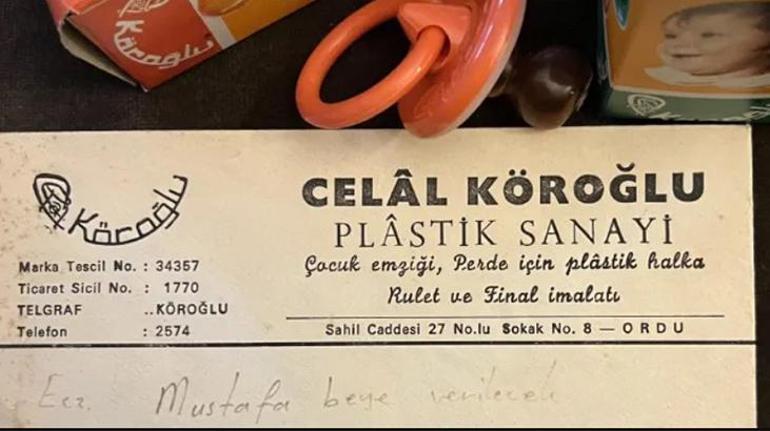 Köroğlu
Köroğlu
CELÂL KÖROĞLU
PLÂSTİK SANAYİ
Çocuk emziği, Perde için plâstik halka
Rulet ve Final imalatı
Sahil Caddesi 27 No.lu Sokak No. 8 — ORDU
Marka Tescil No. : 34357
Ticaret Sicil No. : 1770
TELGRAF ..KÖROĞLU
Telefon : 2574
Ecz. Mustafa beye verilecek